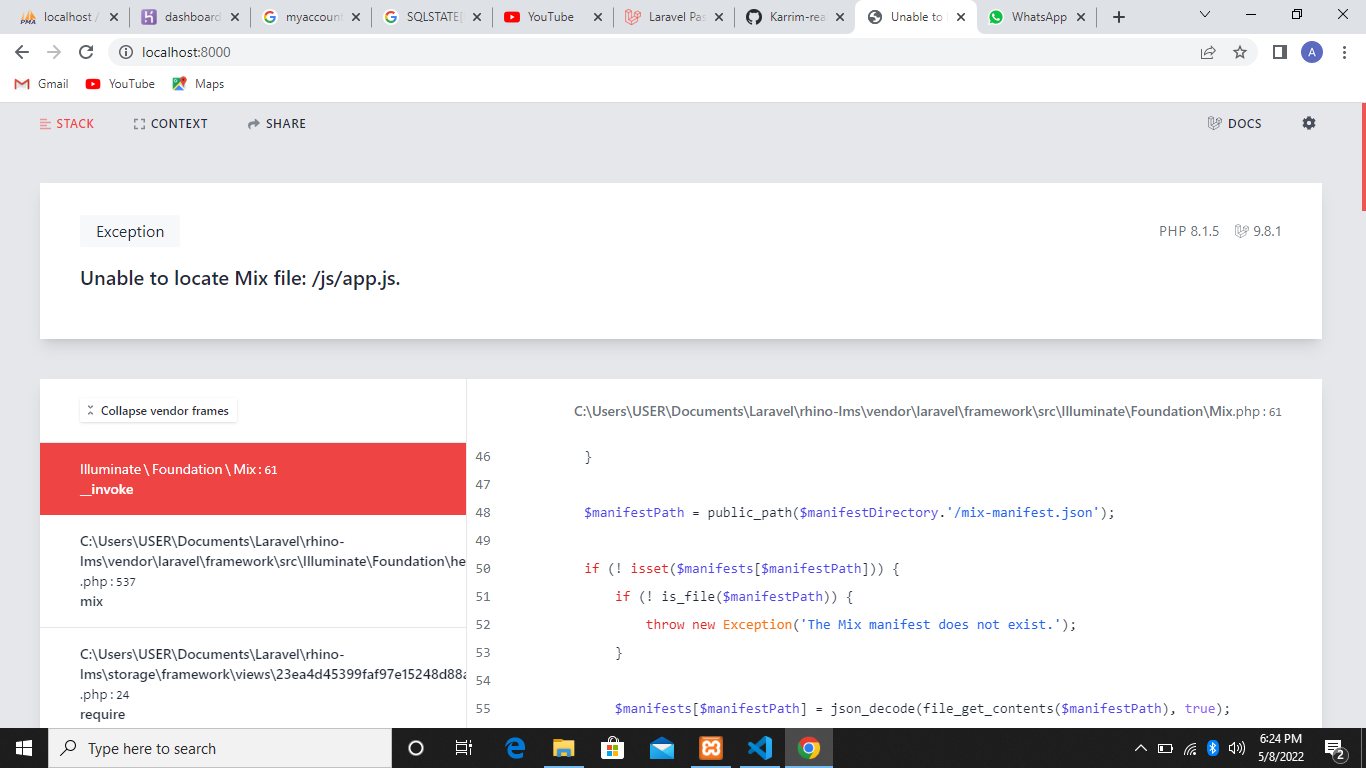 localhost /
dashboard
myaccount
SQLSTATE[
YouTube
Laravel Pas
Karrim-rea
Unable to
WhatsApp
localhost:8000
A
Gmail
YouTube
Maps
STACK
CONTEXT
SHARE
DOCS
Exception
PHP 8.1.5
9.8.1
Unable to locate Mix file: /js/app.js.
Collapse vendor frames
Illuminate \ Foundation \ Mix : 61
__invoke
C:\Users\USER\Documents\Laravel\rhino-
lms\vendor\laravel\framework\src\Illuminate\Foundation\he
.php : 537
mix
C:\Users\USER\Documents\Laravel\rhino-
lms\storage\framework\views\23ea4d45399faf97e15248d88a
.php : 24
require
C:\Users\USER\Documents\Laravel\rhino-lms\vendor\laravel\framework\src\Illuminate\Foundation\Mix.php : 61
46 }
47
48 $manifestPath = public_path($manifestDirectory.'/mix-manifest.json');
49
50 if (! isset($manifests[$manifestPath])) {
51 if (! is_file($manifestPath)) {
52 throw new Exception('The Mix manifest does not exist.');
53 }
54
55 $manifests[$manifestPath] = json_decode(file_get_contents($manifestPath), true);
Type here to search
6:24 PM
5/8/2022
2